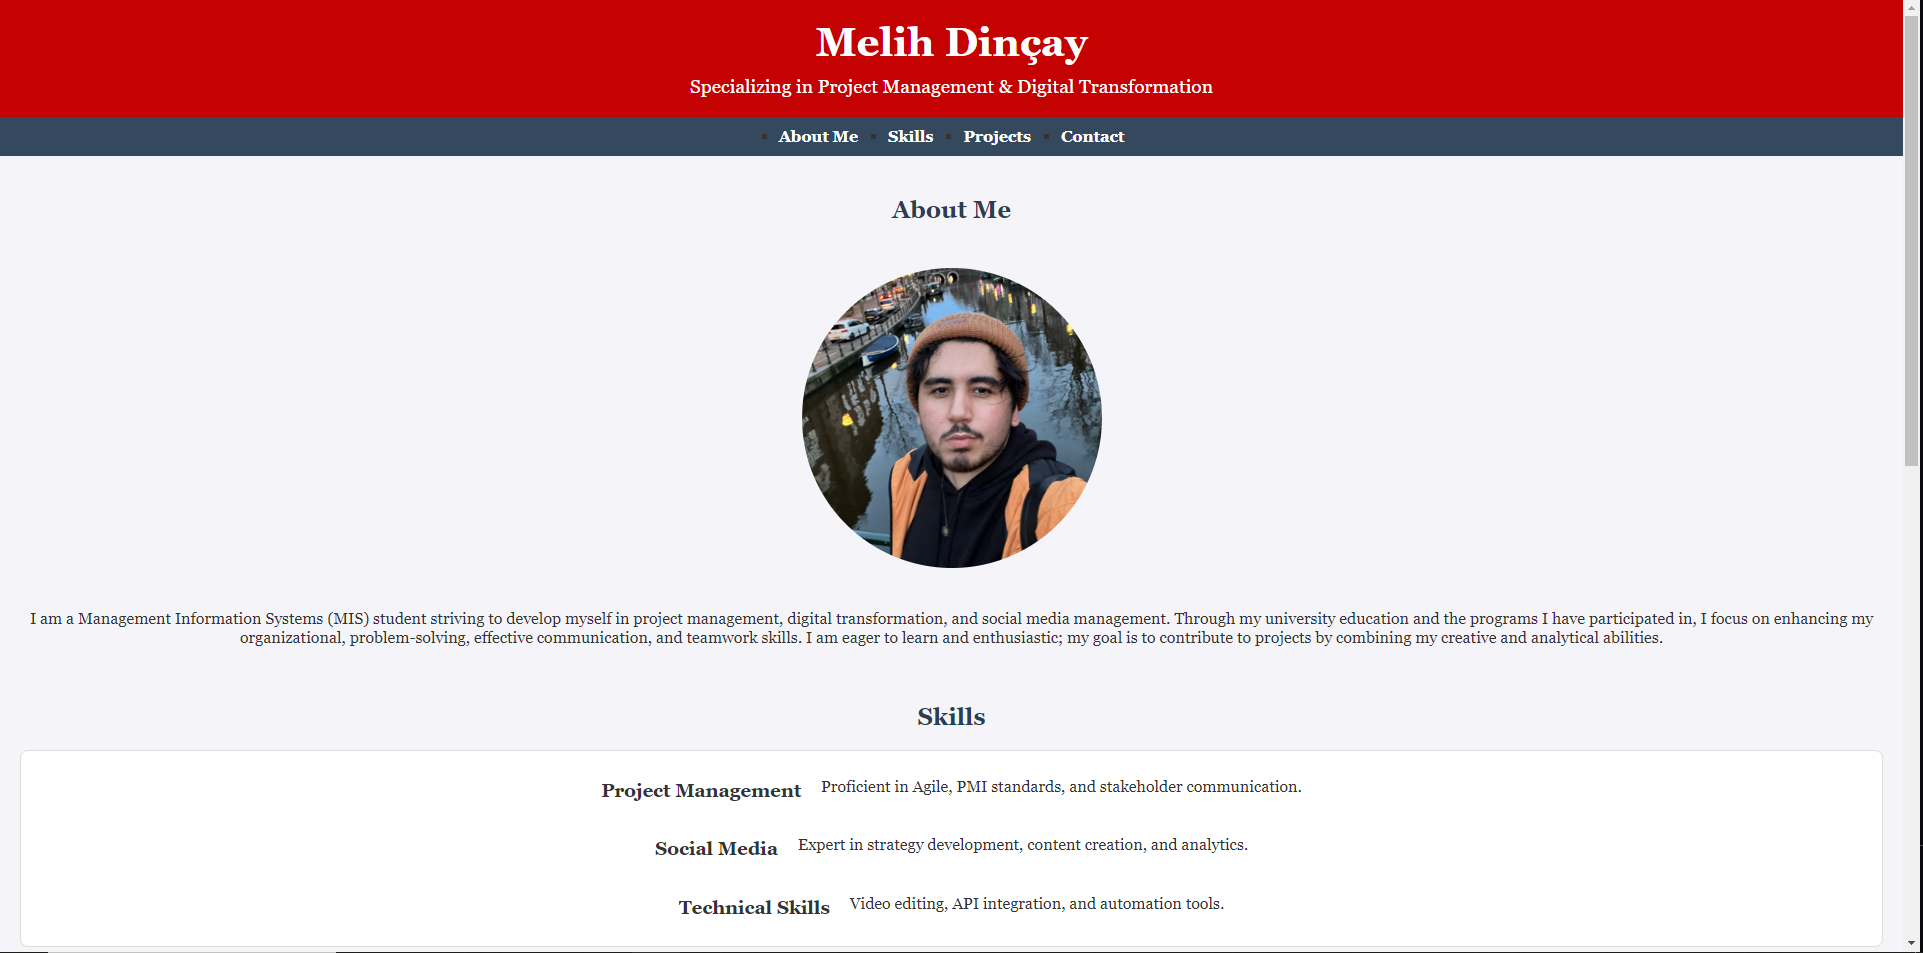 Melih Dinçay
Specializing in Project Management & Digital Transformation
About Me Skills Projects Contact
About Me
I am a Management Information Systems (MIS) student striving to develop myself in project management, digital transformation, and social media management. Through my university education and the programs I have participated in, I focus on enhancing my
organizational, problem-solving, effective communication, and teamwork skills. I am eager to learn and enthusiastic; my goal is to contribute to projects by combining my creative and analytical abilities.
Skills
Project Management Proficient in Agile, PMI standards, and stakeholder communication.
Social Media Expert in strategy development, content creation, and analytics.
Technical Skills Video editing, API integration, and automation tools.